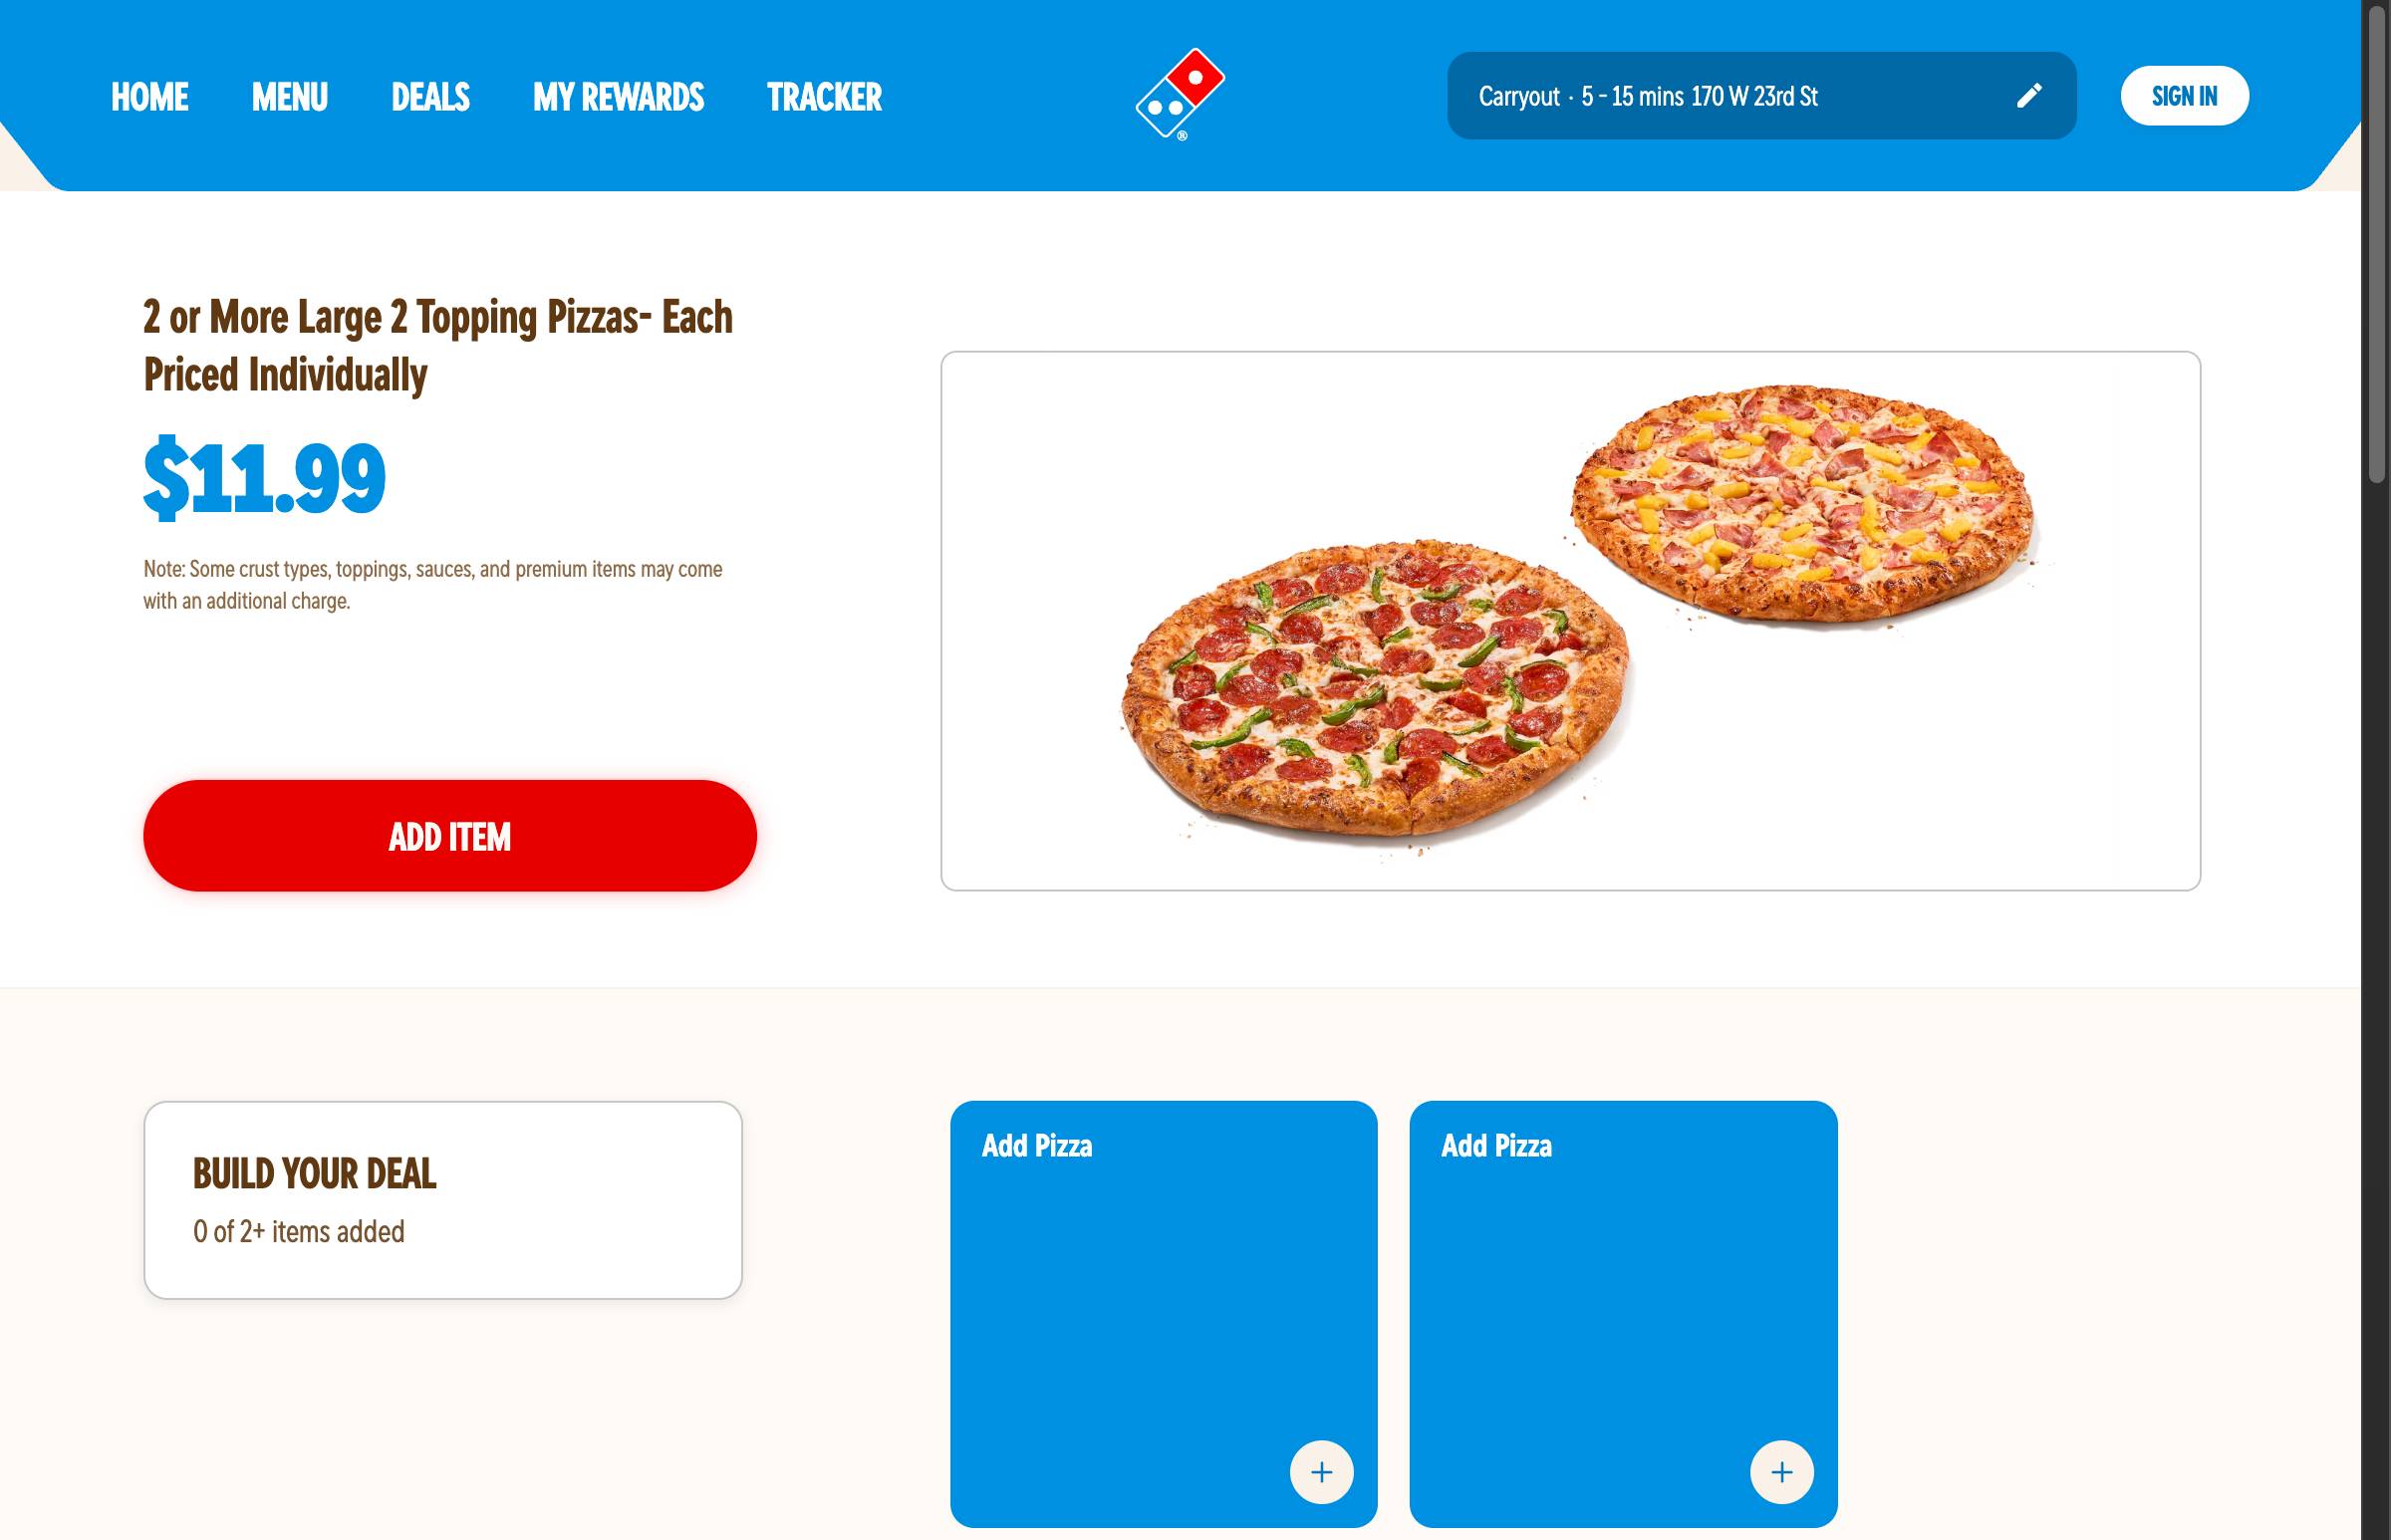 HOME
MENU
DEALS
MY REWARDS
TRACKER
®
Carryout · 5 - 15 mins 170 W 23rd St
SIGN IN
2 or More Large 2 Topping Pizzas- Each
Priced Individually
$11.99
Note: Some crust types, toppings, sauces, and premium items may come
with an additional charge.
ADD ITEM
BUILD YOUR DEAL
0 of 2+ items added
Add Pizza
Add Pizza